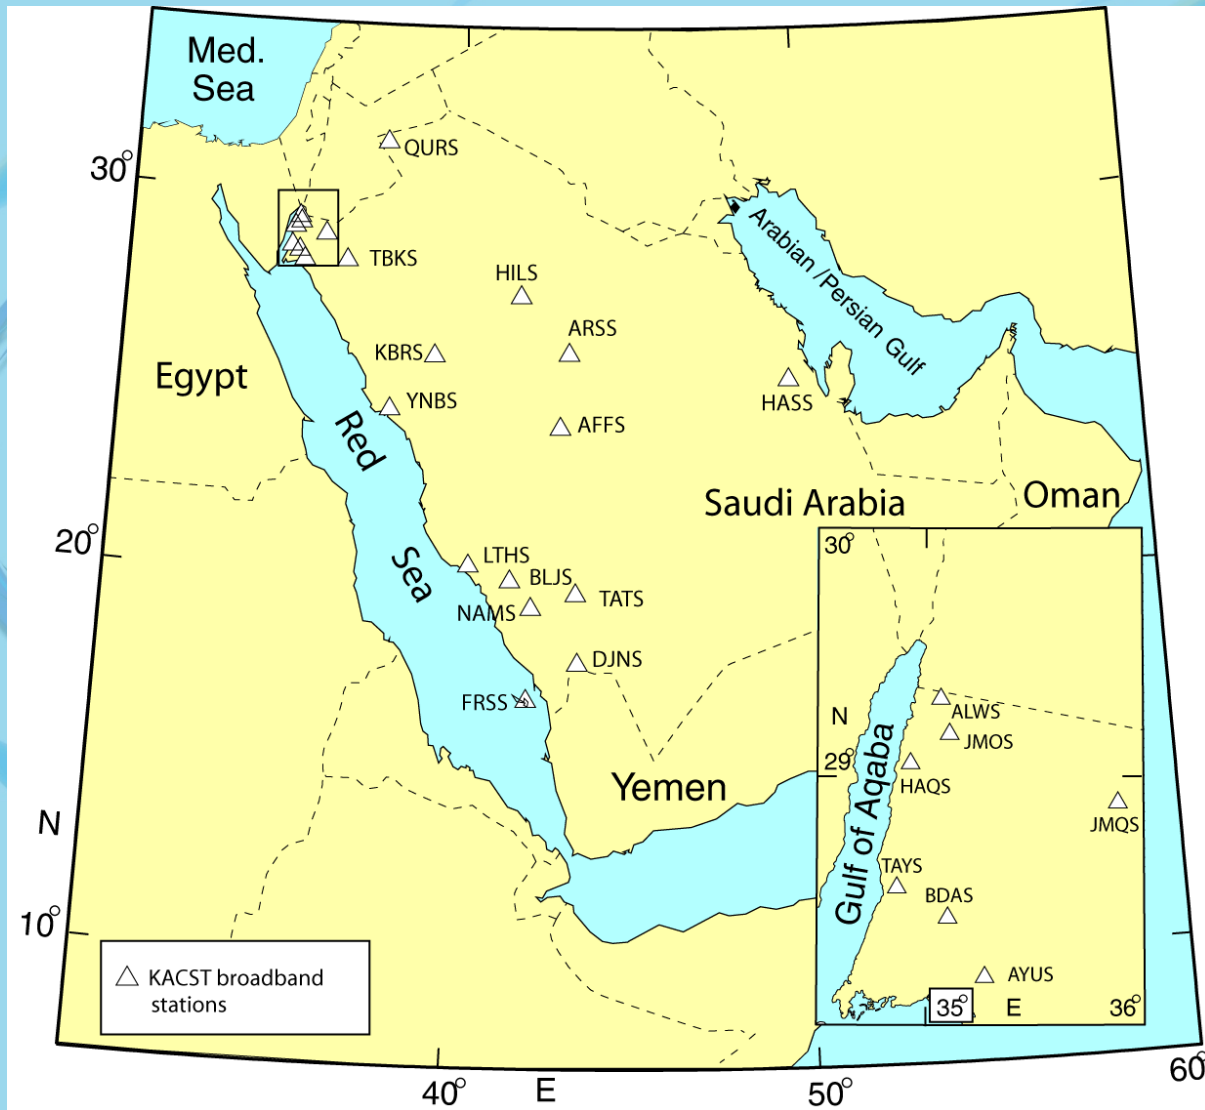 Med.
Sea
30°
QURS
TBKS
HILS
ARSS
KBRS
YNBS
AFFS
HASS
Arabian /Persian Gulf
Egypt
Red
Sea
Saudi Arabia
Oman
20°
LTHS
BLJS
NAMS
TATS
DJNS
FRSS
Yemen
N
10°
KACST broadband
stations
40°
E
50°
60°
30°
N
29°
ALWS
JMOS
HAQS
JMQS
Gulf of Aqaba
TAYS
BDAS
AYUS
35°
E
36°